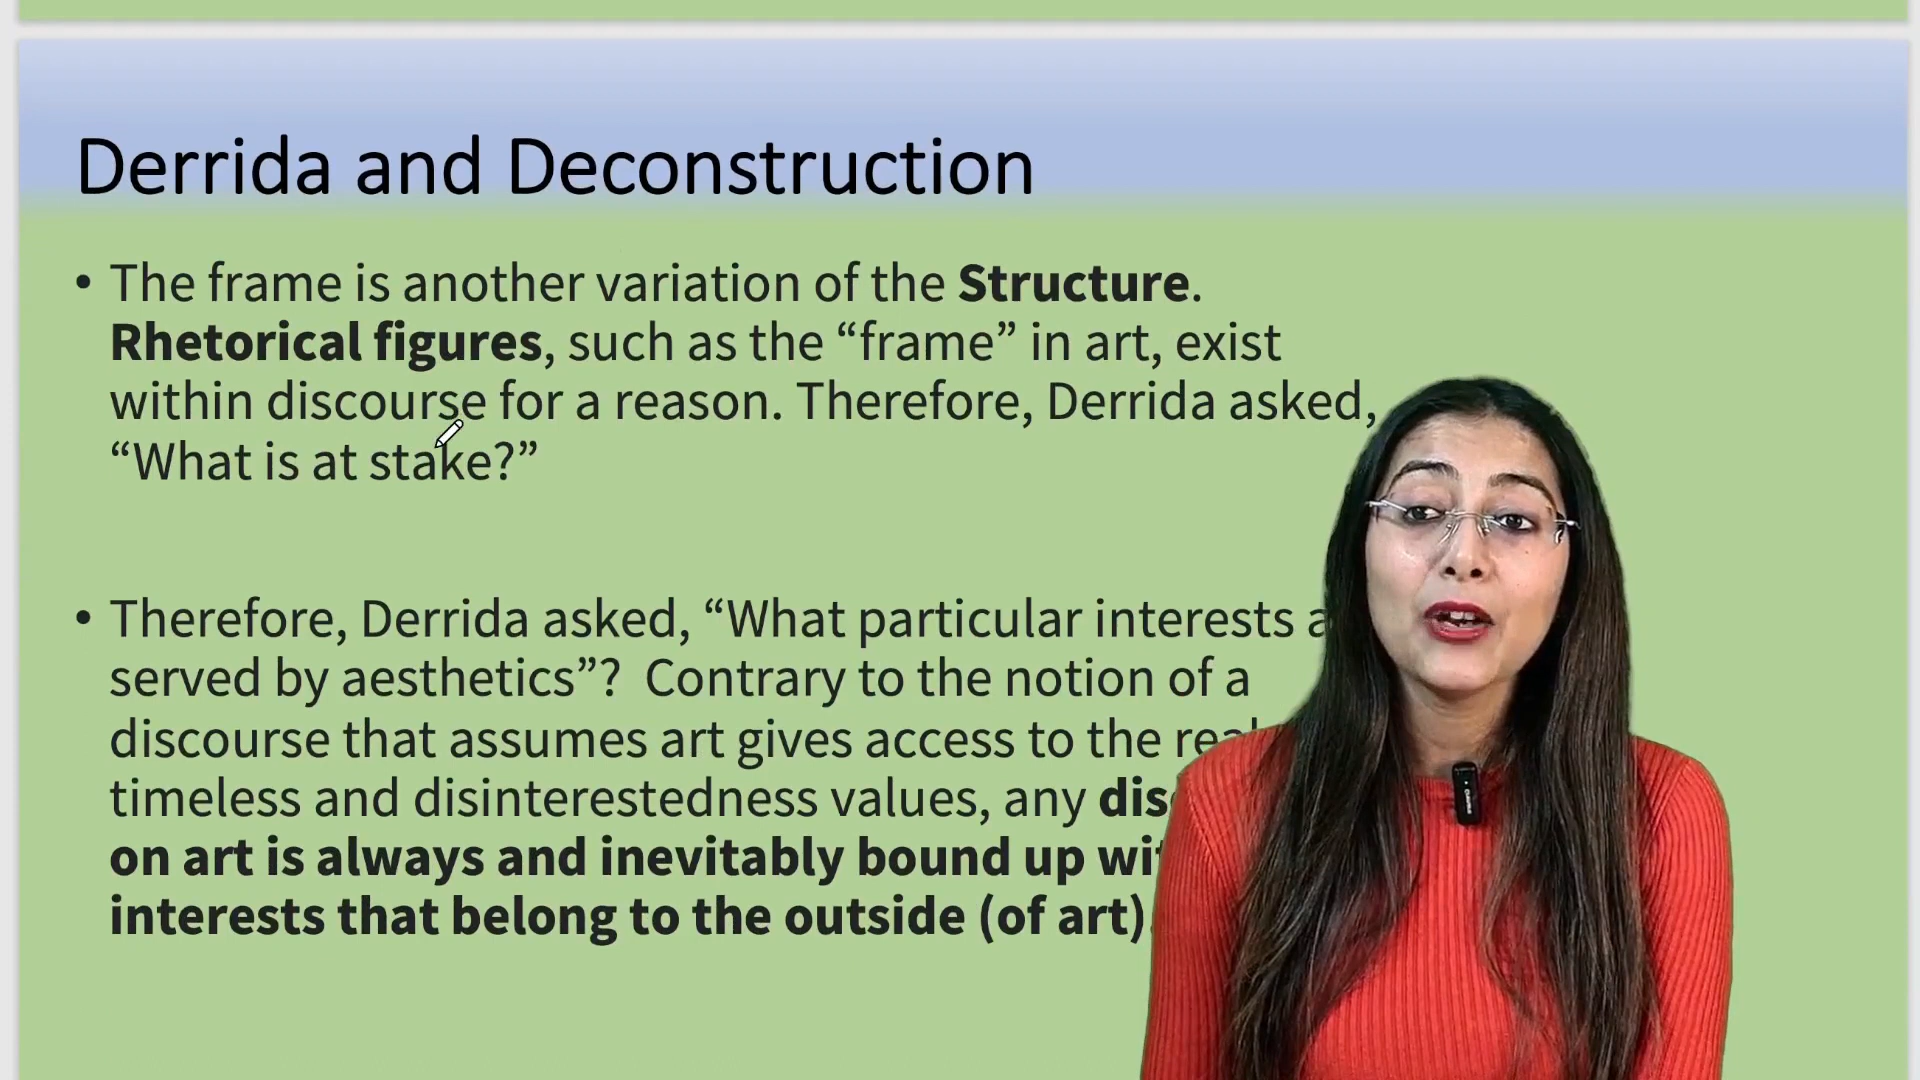 Derrida and Deconstruction
• The frame is another variation of the Structure.
Rhetorical figures, such as the “frame” in art, exist
within discourse for a reason. Therefore, Derrida asked,
“What is at stake?”
• Therefore, Derrida asked, “What particular interests
served by aesthetics”? Contrary to the notion of a
discourse that assumes art gives access to the
timeless and disinterestedness values, any
on art is always and inevitably bound up
interests that belong to the outside (of art).